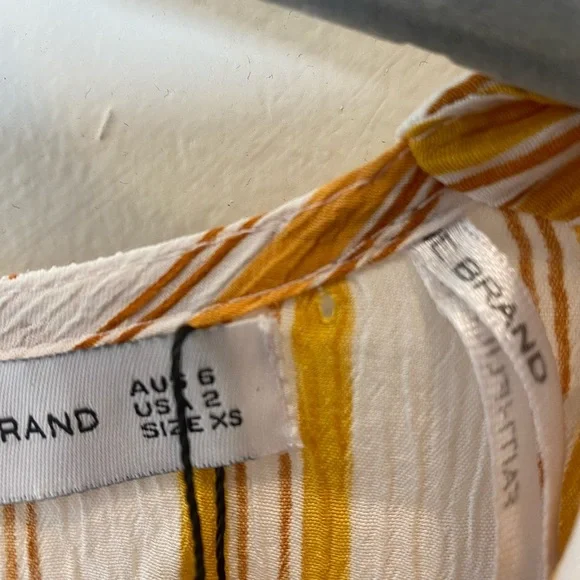 RAND
AUS 6
USA 2
SIZE XS
E BRAND